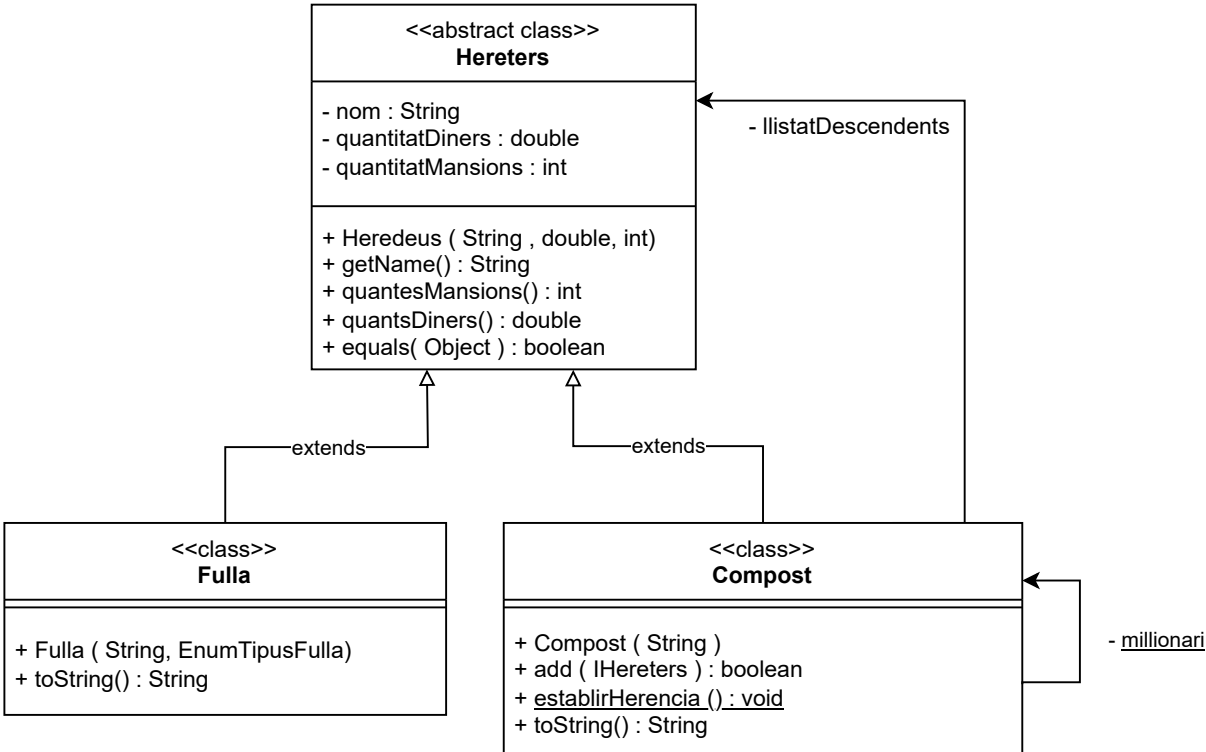 <<abstract class>>
Hereters
- nom : String
- quantitatDiners : double
- quantitatMansions : int
+ Heredeus ( String , double, int)
+ getName() : String
+ quantesMansions() : int
+ quantsDiners() : double
+ equals( Object ) : boolean
- llistatDescendents
extends
extends
<<class>>
Fulla
+ Fulla ( String, EnumTipusFulla)
+ toString() : String
<<class>>
Compost
+ Compost ( String )
+ add ( IHereters ) : boolean
+ establirHerencia () : void
+ toString() : String
- millionari